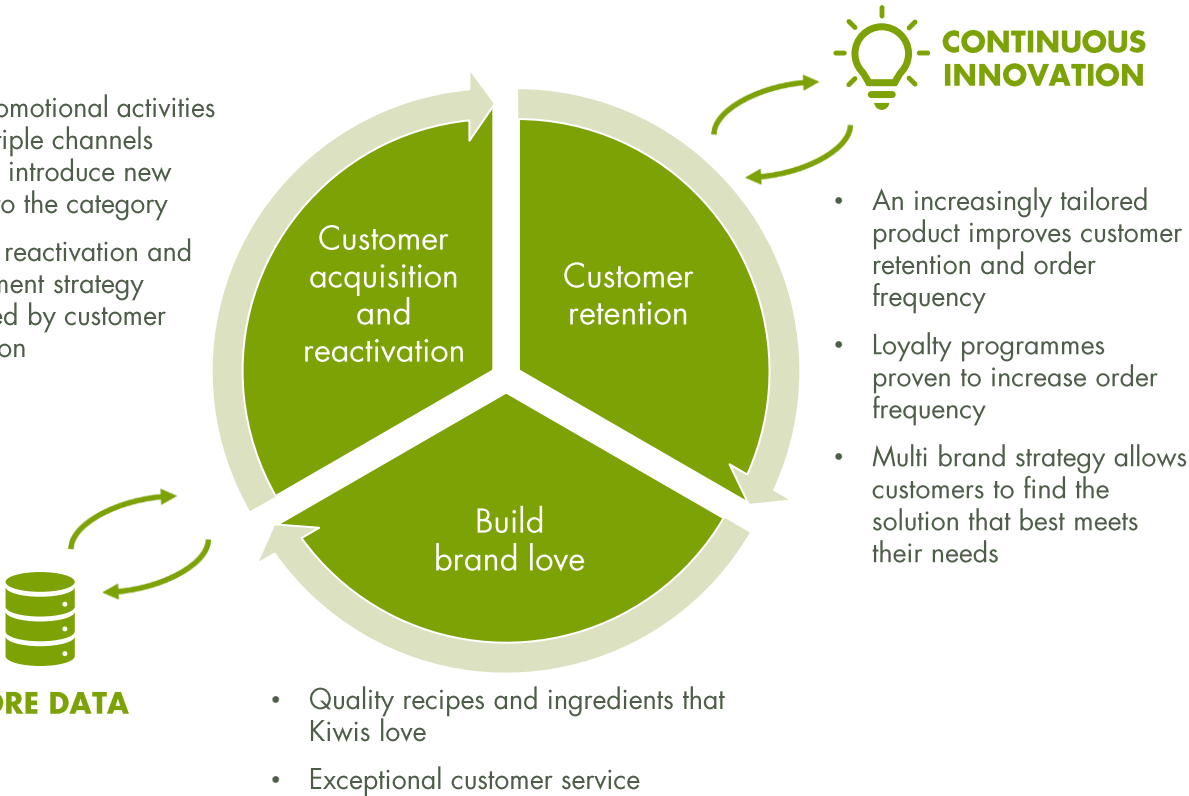 CONTINUOUS
INNOVATION
omotional activities
tiple channels
introduce new
to the category
reactivation and
ment strategy
ed by customer
on
Customer
acquisition
and
reactivation
Customer
retention
Build
brand love
• An increasingly tailored
product improves customer
retention and order
frequency
• Loyalty programmes
proven to increase order
frequency
• Multi brand strategy allows
customers to find the
solution that best meets
their needs
ORE DATA
• Quality recipes and ingredients that
Kiwis love
• Exceptional customer service